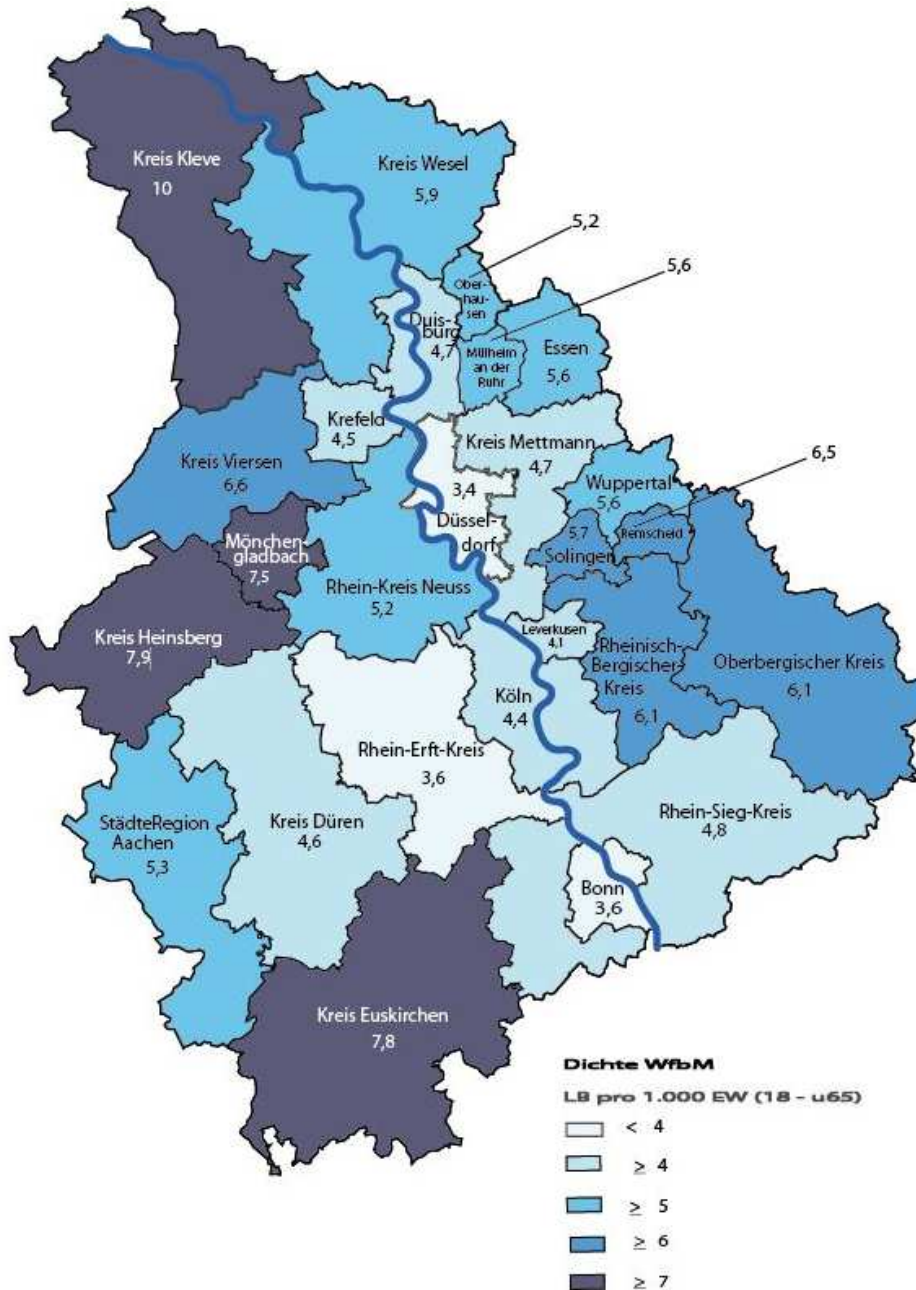 Kreis Kleve
10
Kreis Wesel
5,9
5,2
5,6
Ober-
hau-
sen
Duis-
burg
4,7
Mülheim
an der
Ruhr
Essen
5,6
Krefeld
4,5
Kreis Mettmann
4,7
Kreis Viersen
6,6
3,4
Düssel-
dorf
Wuppertal
5,6
6,5
5,7
Solingen
Remscheid
Mönchen-
gladbach
7,5
Rhein-Kreis Neuss
5,2
Kreis Heinsberg
7,9
Leverkusen
4,1
Rheinisch-
Bergischer
Kreis
6,1
Oberbergischer Kreis
6,1
Köln
4,4
Rhein-Erft-Kreis
3,6
Rhein-Sieg-Kreis
4,8
StädteRegion
Aachen
5,3
Kreis Düren
4,6
Bonn
3,6
Kreis Euskirchen
7,8
Dichte WfbM
LB pro 1.000 EW (18 - u65)
< 4
≥ 4
≥ 5
≥ 6
≥ 7